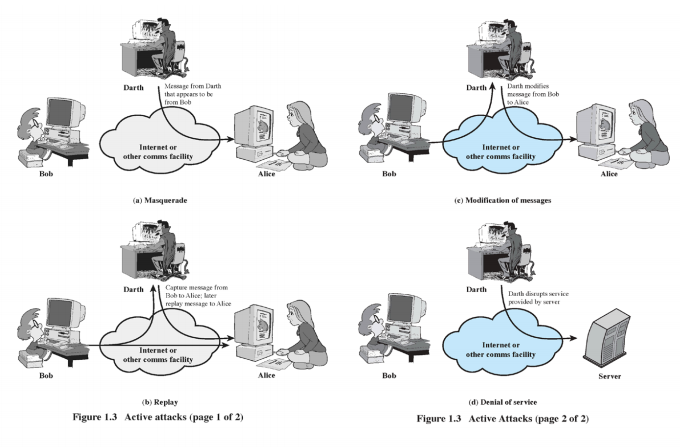 Darth
Message from Darth
that appears to be
from Bob
Internet or
other comms facility
Bob
Alice
(a) Masquerade
Darth
Capture message from
Bob to Alice; later
replay message to Alice
Internet or
other comms facility
Bob
Alice
(b) Replay
Figure 1.3 Active attacks (page 1 of 2)
Darth
Darth modifies
message from Bob
to Alice
Internet or
other comms facility
Bob
Alice
(c) Modification of messages
Darth
Darth disrupts service
provided by server
Internet or
other comms facility
Bob
Server
(d) Denial of service
Figure 1.3 Active Attacks (page 2 of 2)